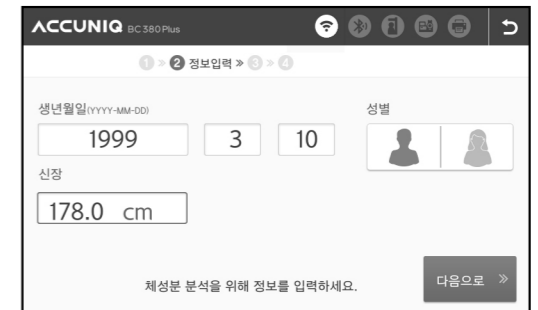 ACCUNIQ BC380 Plus
1 » 2 정보입력 » 3 » 4
생년월일(YYYY-MM-DD)
성별
1999 3 10
신장
178.0 cm
체성분 분석을 위해 정보를 입력하세요.
다음으로 »